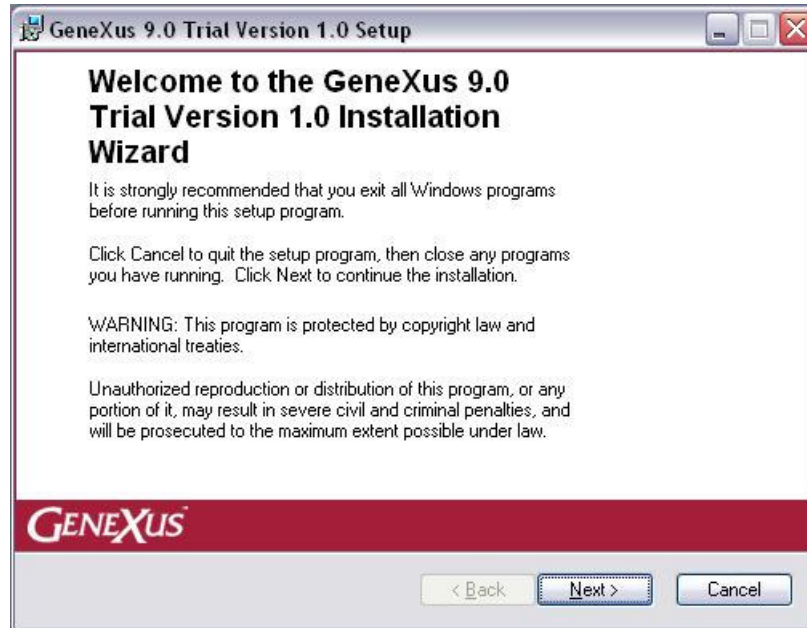 GeneXus 9.0 Trial Version 1.0 Setup
Welcome to the GeneXus 9.0
Trial Version 1.0 Installation
Wizard
It is strongly recommended that you exit all Windows programs
before running this setup program.
Click Cancel to quit the setup program, then close any programs
you have running. Click Next to continue the installation.
WARNING: This program is protected by copyright law and
international treaties.
Unauthorized reproduction or distribution of this program, or any
portion of it, may result in severe civil and criminal penalties, and
will be prosecuted to the maximum extent possible under law.
GENEXUS
< Back Next > Cancel